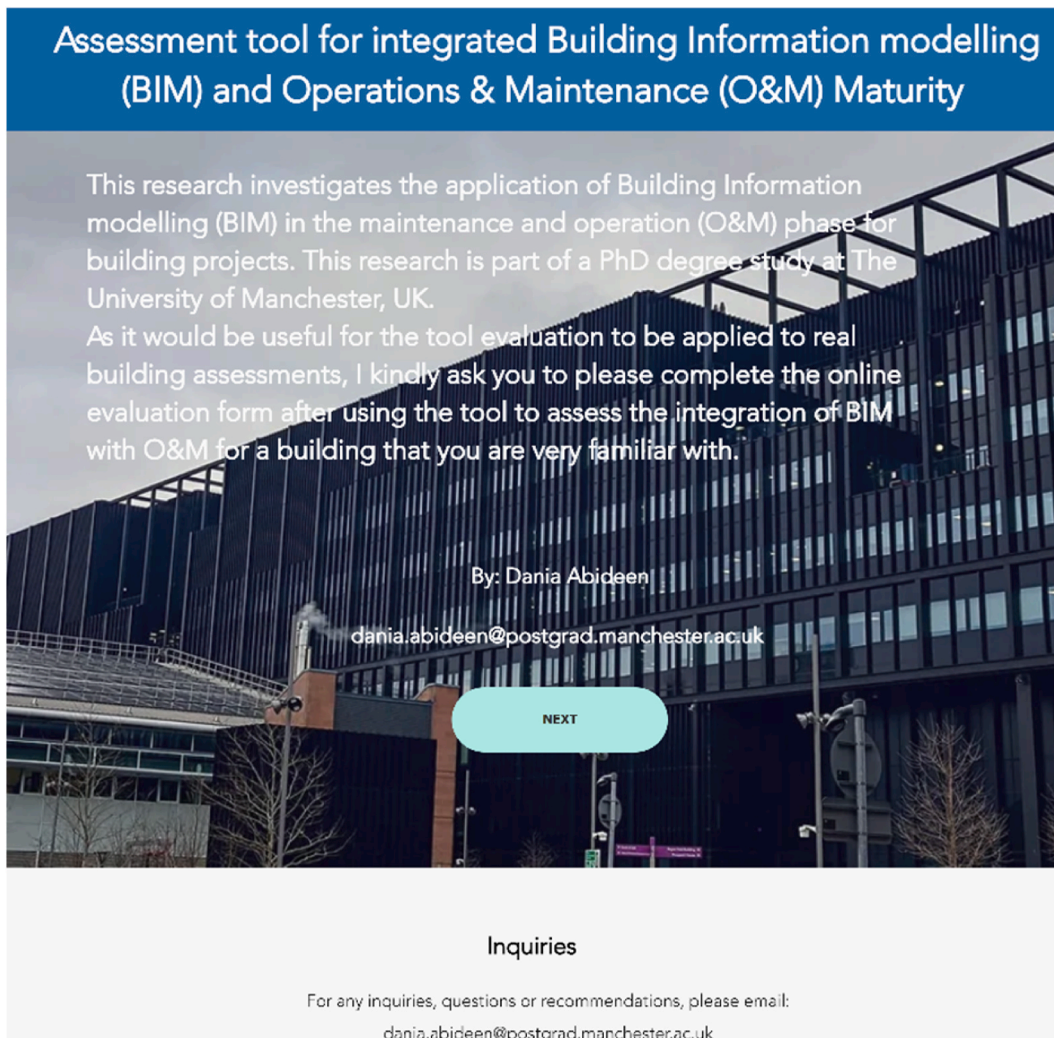 Assessment tool for integrated Building Information modelling
(BIM) and Operations & Maintenance (O&M) Maturity
This research investigates the application of Building Information
modelling (BIM) in the maintenance and operation (O&M) phase for
building projects. This research is part of a PhD degree study at The
University of Manchester, UK.
As it would be useful for the tool evaluation to be applied to real
building assessments, I kindly ask you to please complete the online
evaluation form after using the tool to assess the integration of BIM
with O&M for a building that you are very familiar with.
By: Dania Abideen
dania.abideen@postgrad.manchester.ac.uk
NEXT
Inquiries
For any inquiries, questions or recommendations, please email:
dania.abideen@postgrad.manchester.ac.uk